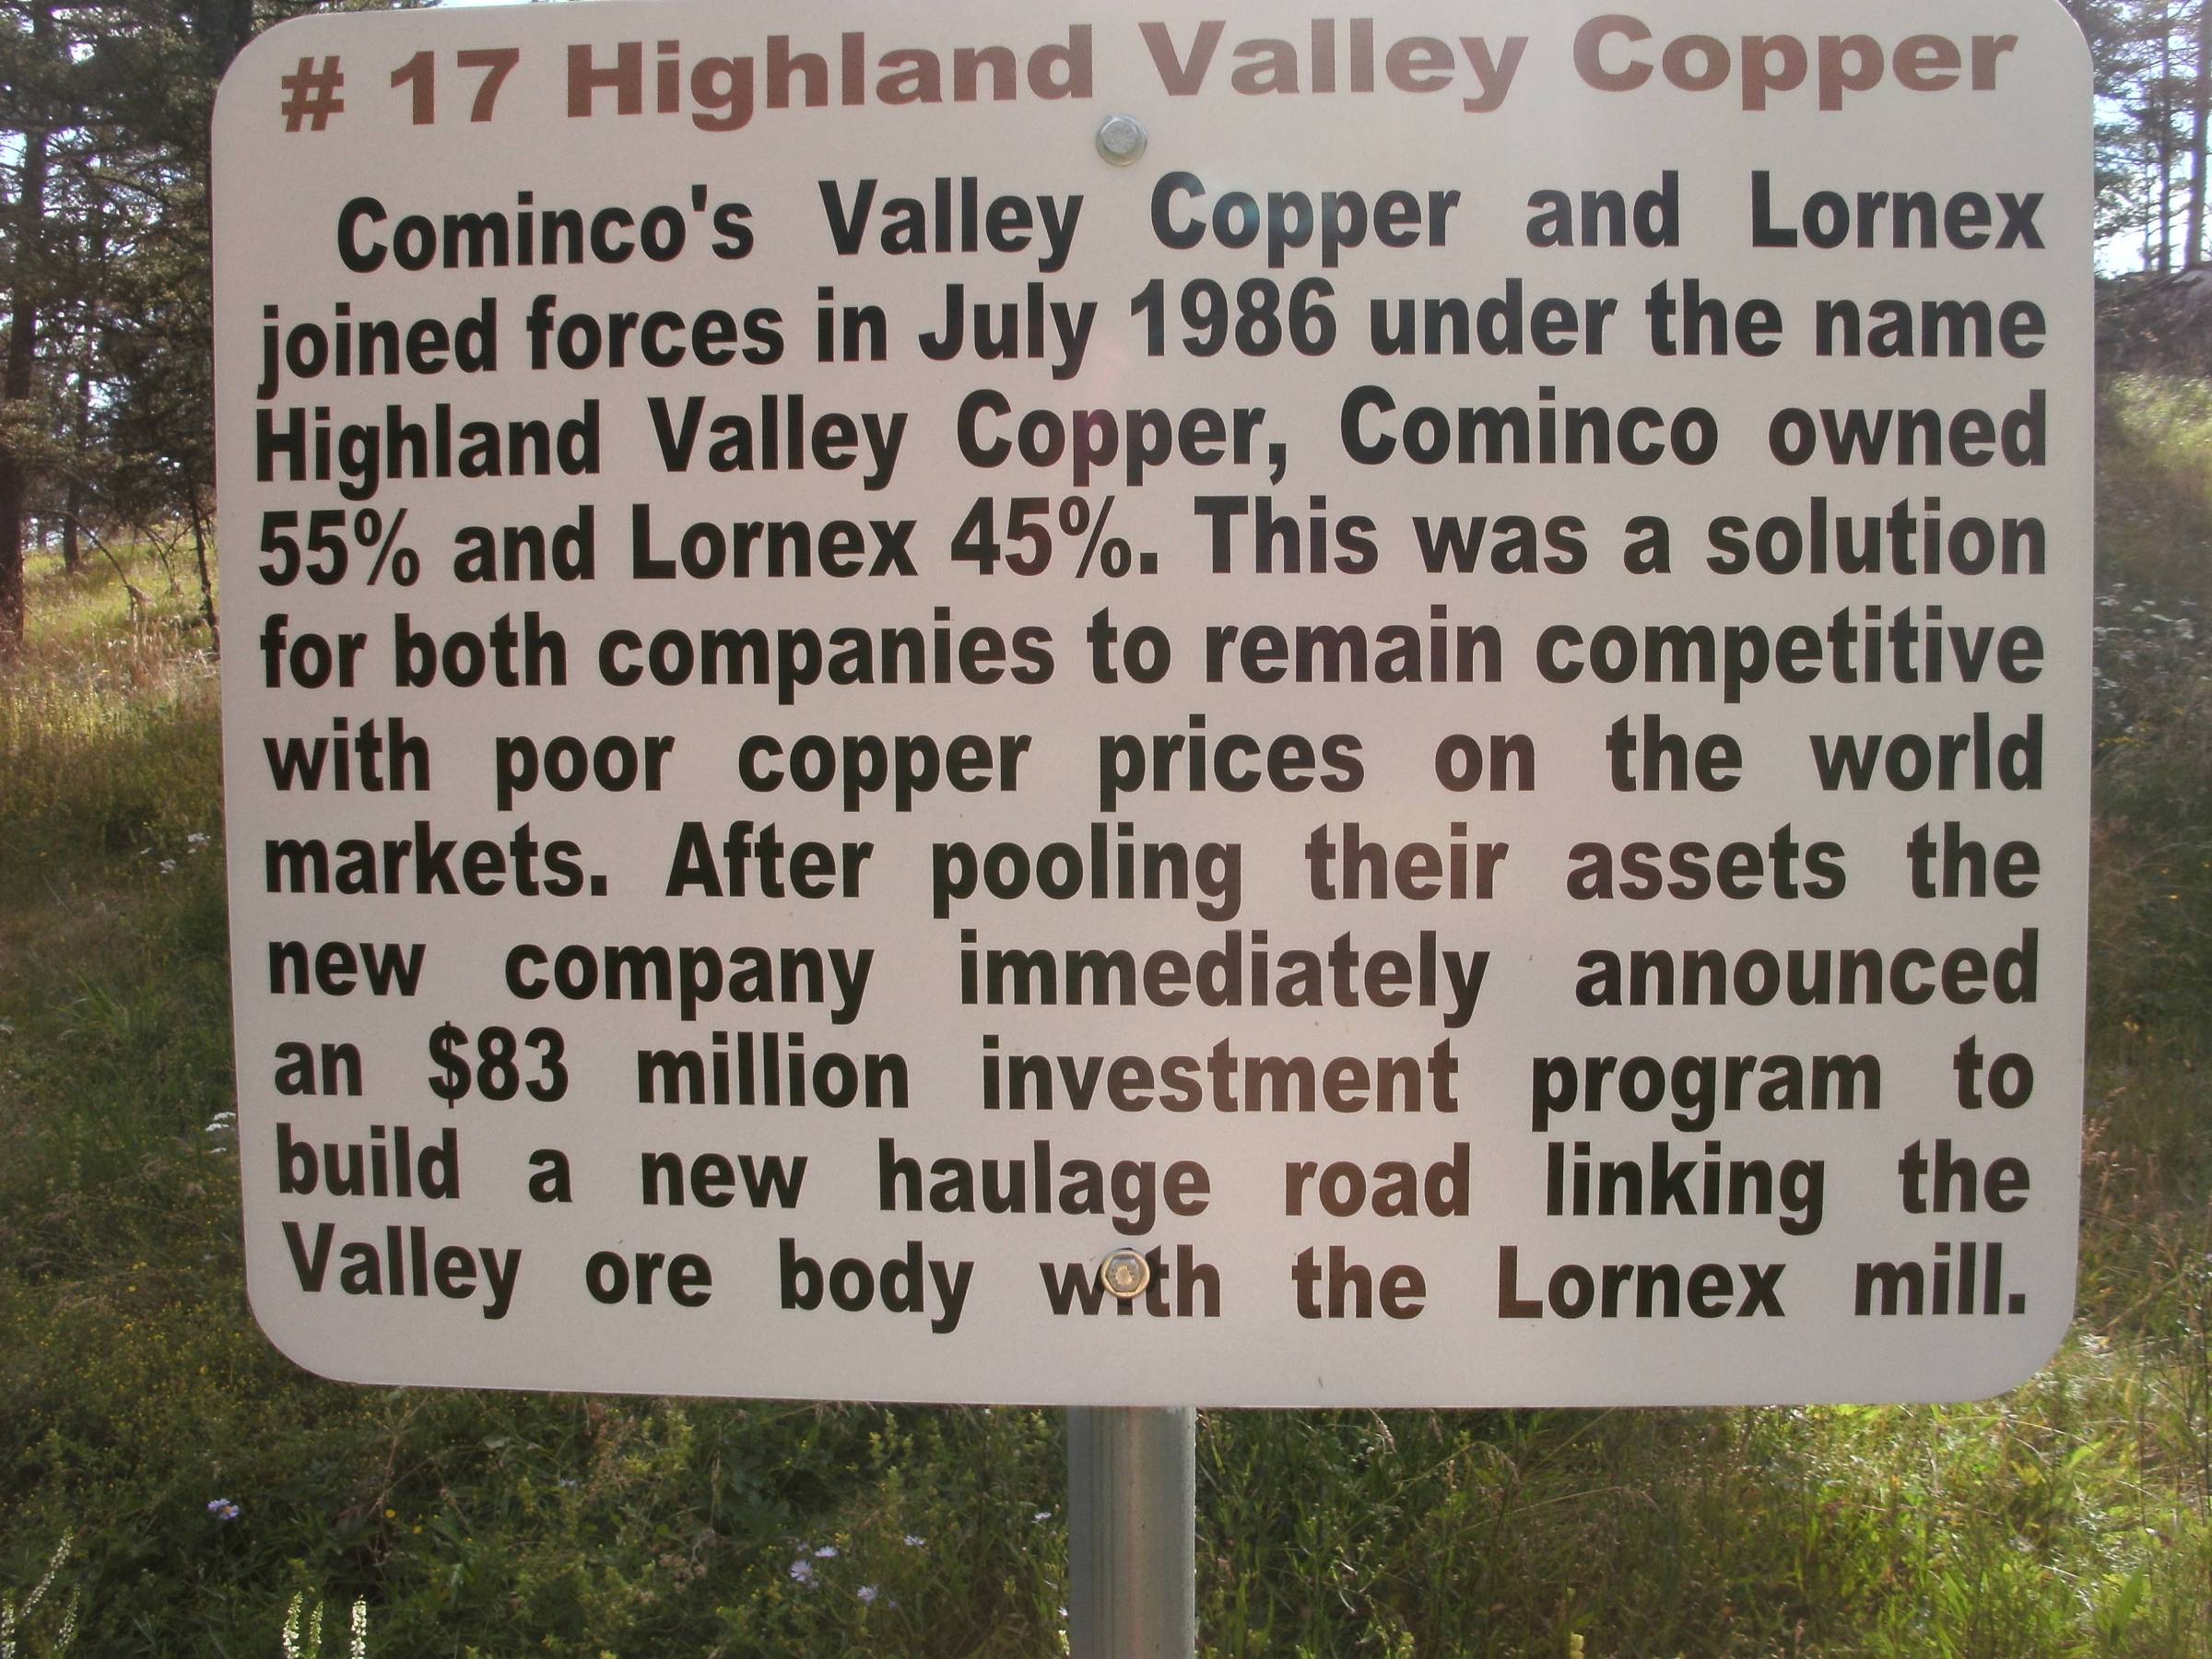 # 17 Highland Valley Copper
Cominco's Valley Copper and Lornex
joined forces in July 1986 under the name
Highland Valley Copper, Cominco owned
55% and Lornex 45%. This was a solution
for both companies to remain competitive
with poor copper prices on the world
markets. After pooling their assets the
new company immediately announced
an $83 million investment program to
build a new haulage road linking the
Valley ore body with the Lornex mill.